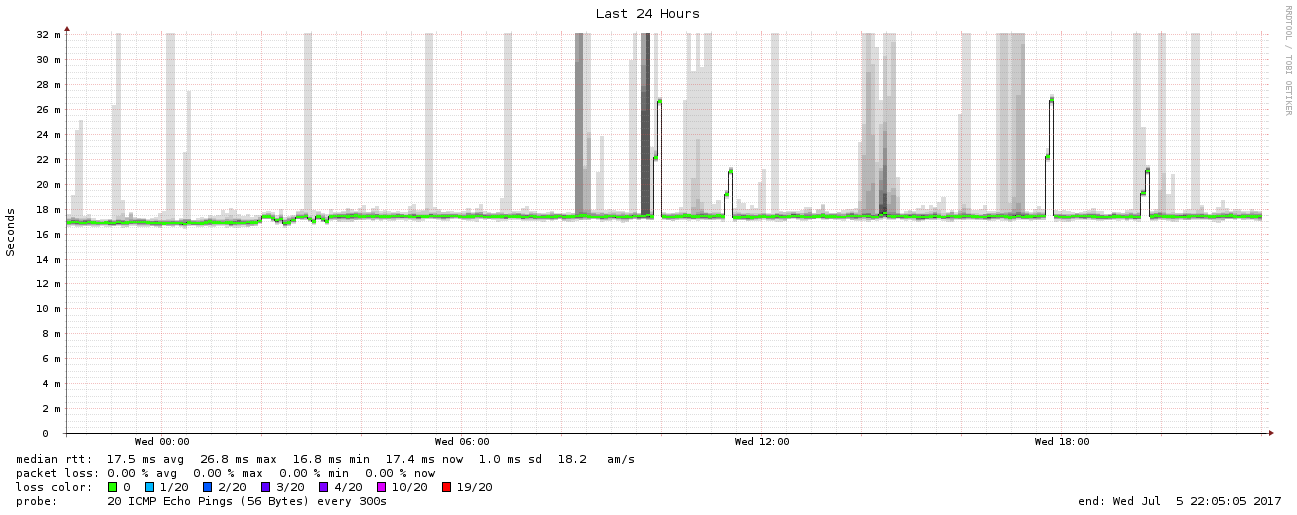 Last 24 Hours
RRDTOOL / TOBI OETIKER
Seconds
32 m
30 m
28 m
26 m
24 m
22 m
20 m
18 m
16 m
14 m
12 m
10 m
8 m
6 m
4 m
2 m
0
Wed 00:00 Wed 06:00 Wed 12:00 Wed 18:00
median rtt: 17.5 ms avg 26.8 ms max 16.8 ms min 17.4 ms now 1.0 ms sd 18.2 am/s
packet loss: 0.00 % avg 0.00 % max 0.00 % min 0.00 % now
loss color: 0 1/20 2/20 3/20 4/20 10/20 19/20
probe: 20 ICMP Echo Pings (56 Bytes) every 300s end: Wed Jul 5 22:05:05 2017